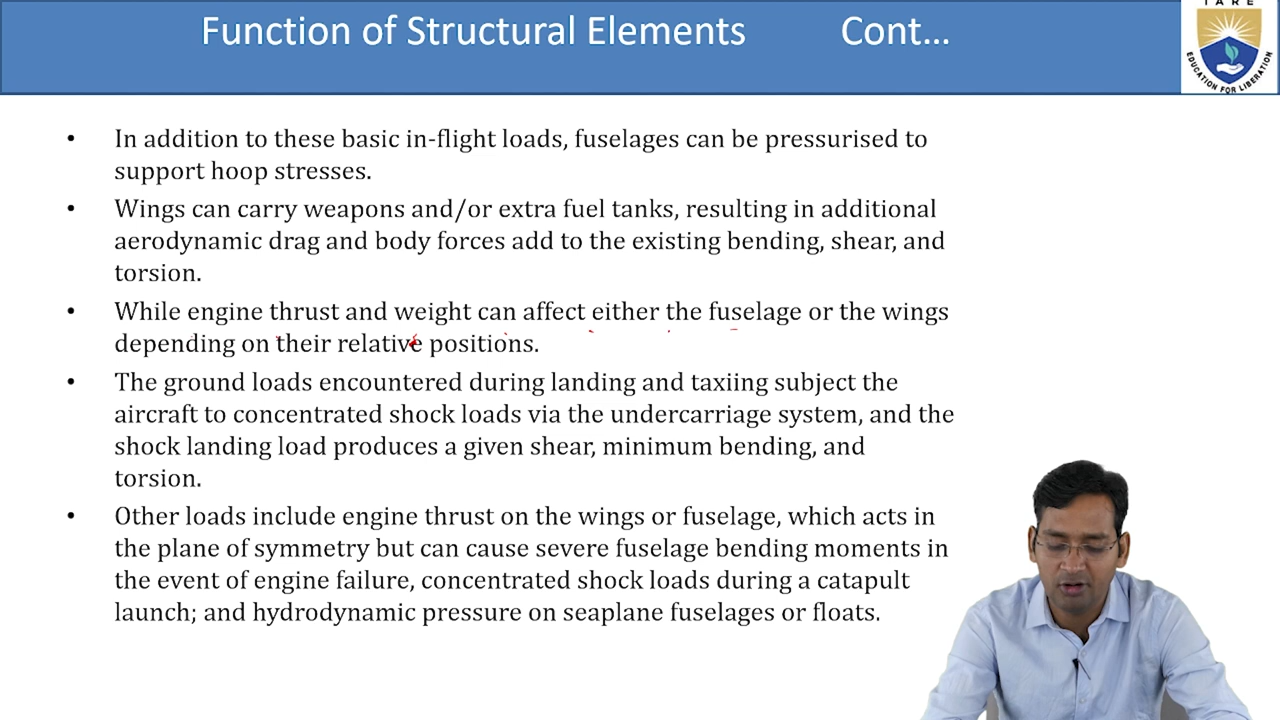 Function of Structural Elements Cont...
TARE
EDUCATION FOR LIBERATION
• In addition to these basic in-flight loads, fuselages can be pressurised to
support hoop stresses.
• Wings can carry weapons and/or extra fuel tanks, resulting in additional
aerodynamic drag and body forces add to the existing bending, shear, and
torsion.
• While engine thrust and weight can affect either the fuselage or the wings
depending on their relative positions.
• The ground loads encountered during landing and taxiing subject the
aircraft to concentrated shock loads via the undercarriage system, and the
shock landing load produces a given shear, minimum bending, and
torsion.
• Other loads include engine thrust on the wings or fuselage, which acts in
the plane of symmetry but can cause severe fuselage bending moments in
the event of engine failure, concentrated shock loads during a catapult
launch; and hydrodynamic pressure on seaplane fuselages or floats.